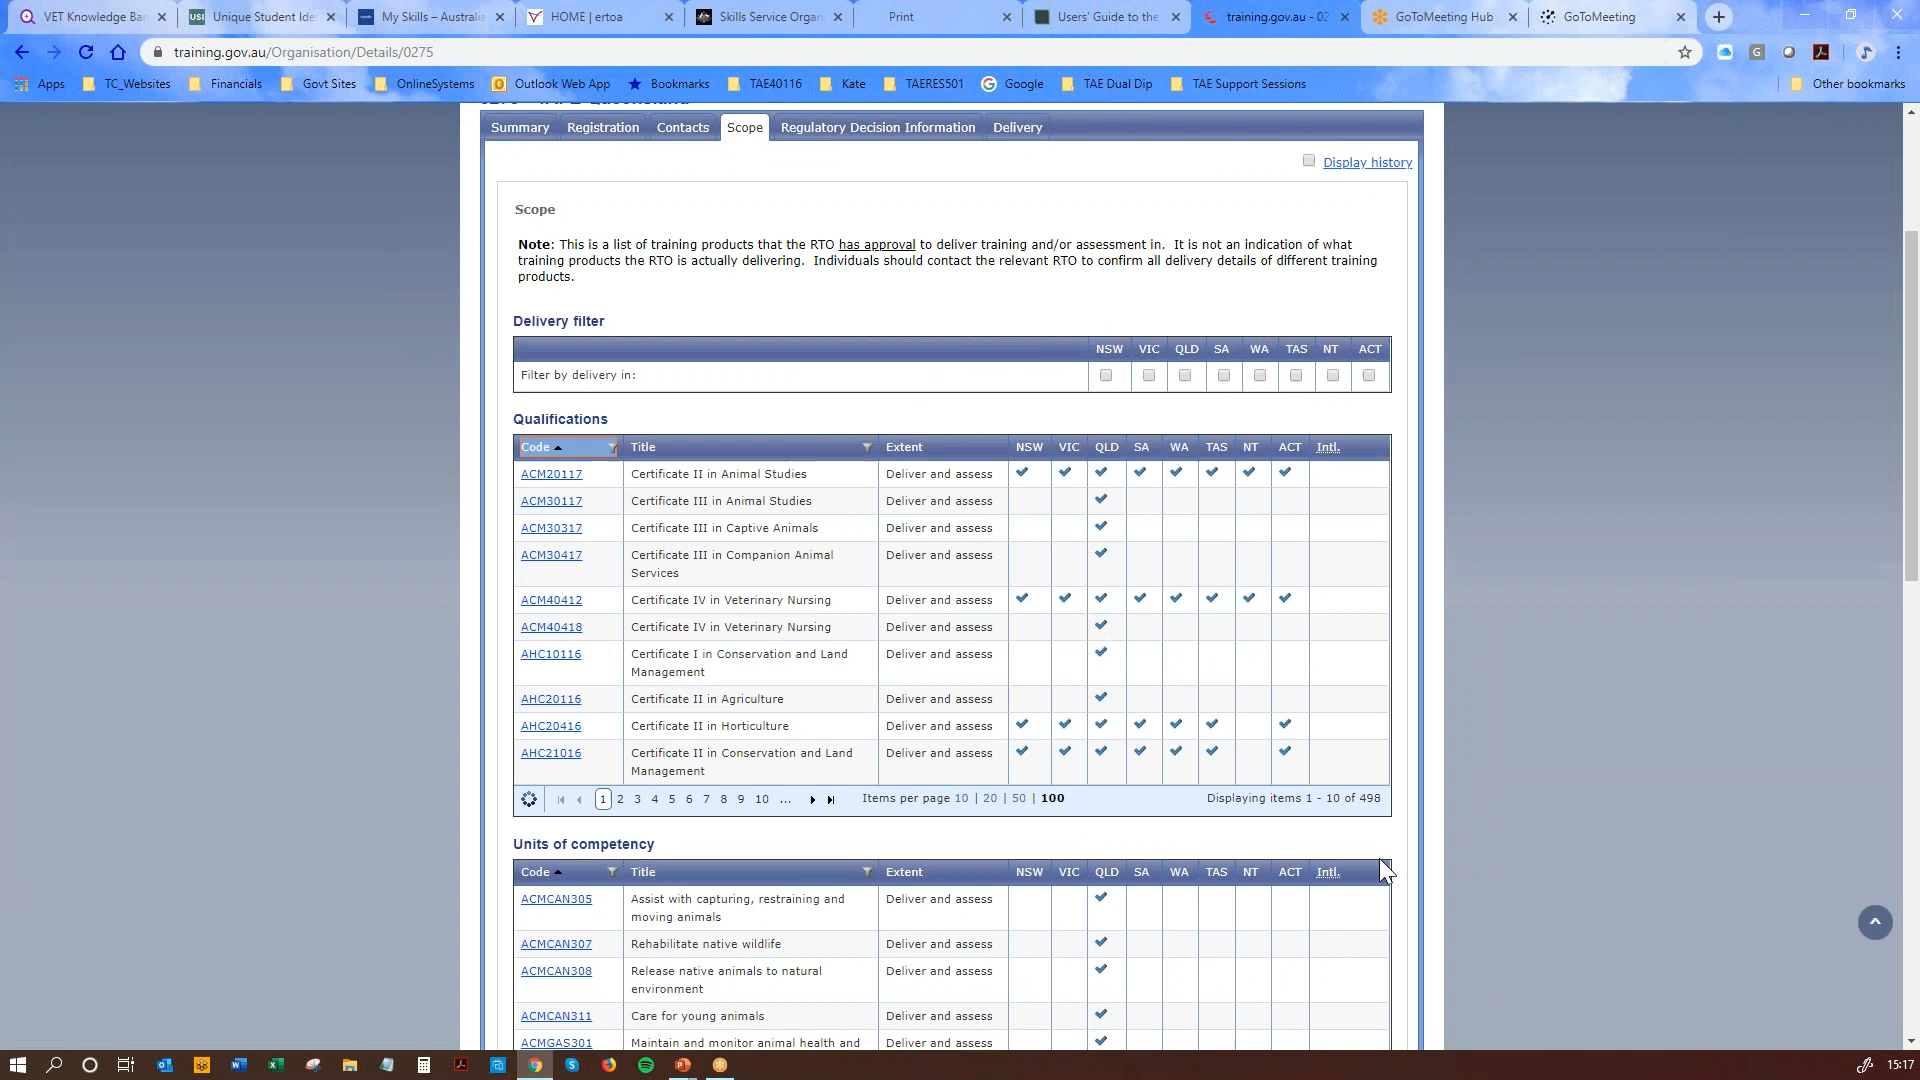 VET Knowledge Ban
Unique Student Ide
My Skills – Australia
HOME | ertoa
Skills Service Organ
Print
Users' Guide to the
training.gov.au - 02
GoToMeeting Hub
GoToMeeting
training.gov.au/Organisation/Details/0275
Apps
TC_Websites
Financials
Govt Sites
OnlineSystems
Outlook Web App
Bookmarks
TAE40116
Kate
TAERES501
Google
TAE Dual Dip
TAE Support Sessions
Other bookmarks
Summary Registration Contacts Scope Regulatory Decision Information Delivery
Display history
Scope
Note: This is a list of training products that the RTO has approval to deliver training and/or assessment in. It is not an indication of what
training products the RTO is actually delivering. Individuals should contact the relevant RTO to confirm all delivery details of different training
products.
Delivery filter
NSW VIC QLD SA WA TAS NT ACT
Filter by delivery in:
Qualifications
Code Title Extent NSW VIC QLD SA WA TAS NT ACT Intl.
ACM20117 Certificate II in Animal Studies Deliver and assess
ACM30117 Certificate III in Animal Studies Deliver and assess
ACM30317 Certificate III in Captive Animals Deliver and assess
ACM30417 Certificate III in Companion Animal Deliver and assess
Services
ACM40412 Certificate IV in Veterinary Nursing Deliver and assess
ACM40418 Certificate IV in Veterinary Nursing Deliver and assess
AHC10116 Certificate I in Conservation and Land Deliver and assess
Management
AHC20116 Certificate II in Agriculture Deliver and assess
AHC20416 Certificate II in Horticulture Deliver and assess
AHC21016 Certificate II in Conservation and Land Deliver and assess
Management
1 2 3 4 5 6 7 8 9 10 ... Items per page 10 | 20 | 50 | 100 Displaying items 1 - 10 of 498
Units of competency
Code Title Extent NSW VIC QLD SA WA TAS NT ACT Intl.
ACMCAN305 Assist with capturing, restraining and Deliver and assess
moving animals
ACMCAN307 Rehabilitate native wildlife Deliver and assess
ACMCAN308 Release native animals to natural Deliver and assess
environment
ACMCAN311 Care for young animals Deliver and assess
ACMGAS301 Maintain and monitor animal health and Deliver and assess
15:17